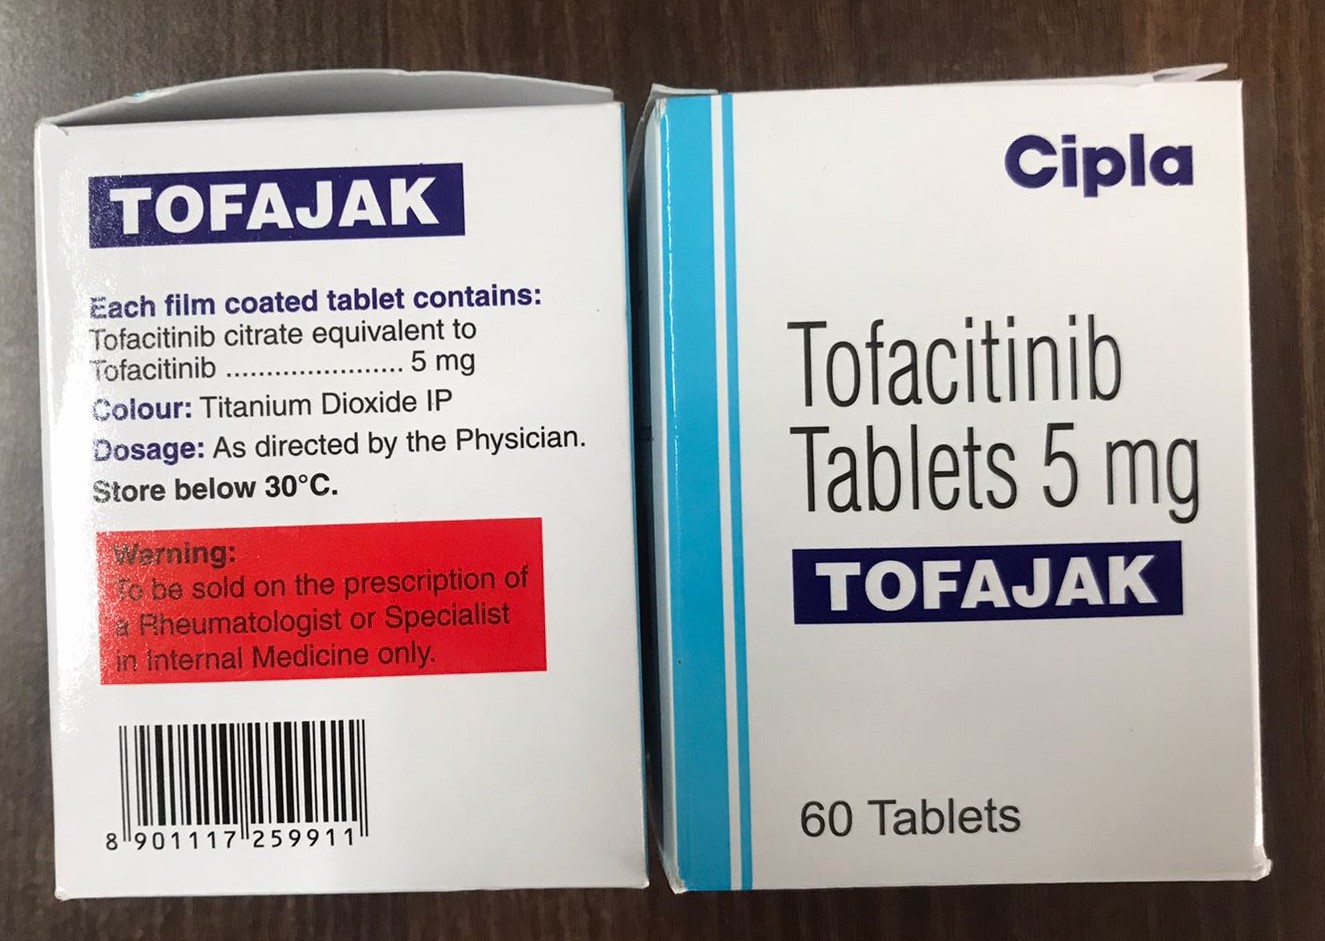 TOFAJAK
Each film coated tablet contains:
Tofacitinib citrate equivalent to
Tofacitinib ...................... 5 mg
Colour: Titanium Dioxide IP
Dosage: As directed by the Physician.
Store below 30°C.
Warning:
To be sold on the prescription of
a Rheumatologist or Specialist
in Internal Medicine only.
8 901117 259911
Cipla
Tofacitinib
Tablets 5 mg
TOFAJAK
60 Tablets